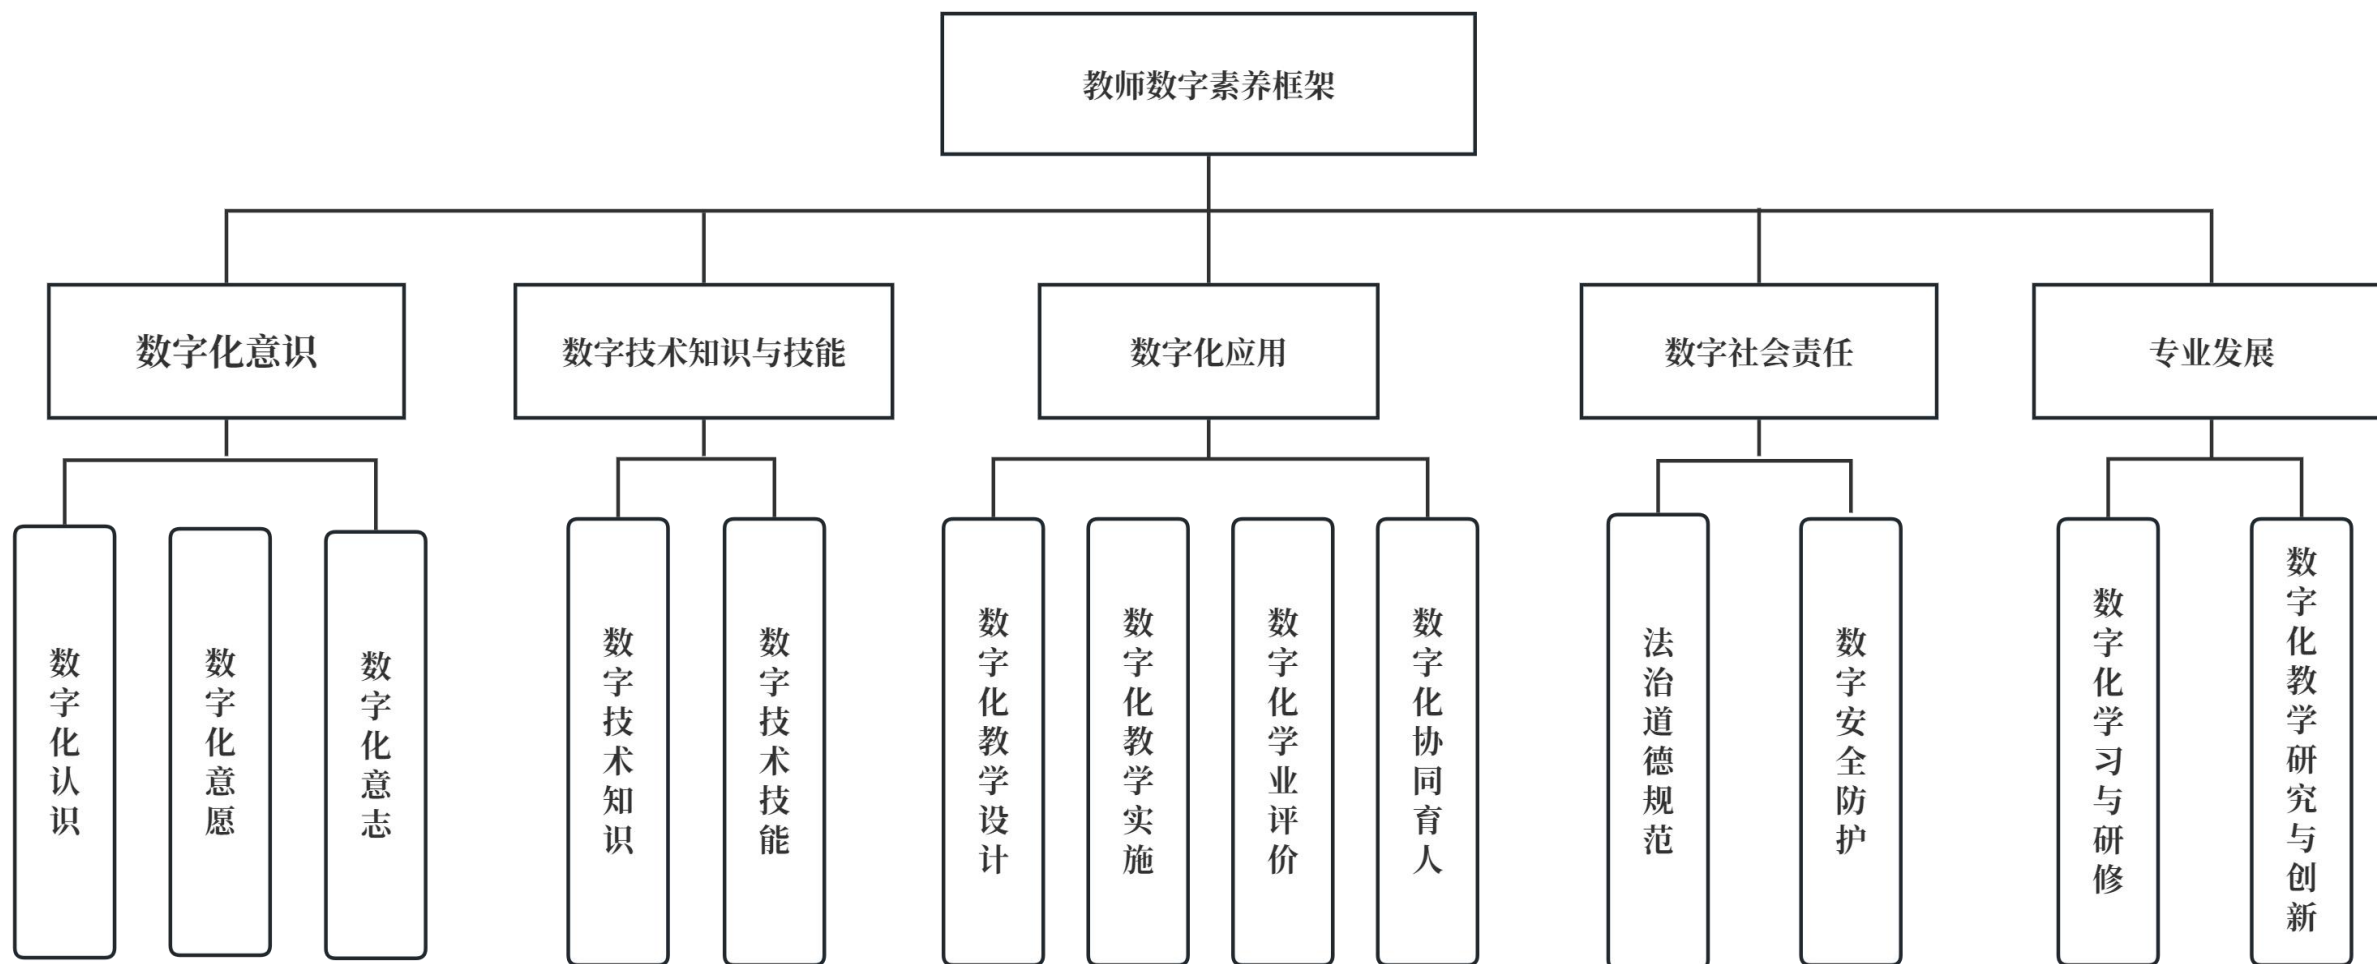 教师数字素养框架
数字化意识
数字技术知识与技能
数字化应用
数字社会责任
专业发展
数字化认识
数字化意愿
数字化意志
数字技术知识
数字技术技能
数字化教学设计
数字化教学实施
数字化学业评价
数字化协同育人
法治道德规范
数字安全防护
数字化学习与研修
数字化教学研究与创新